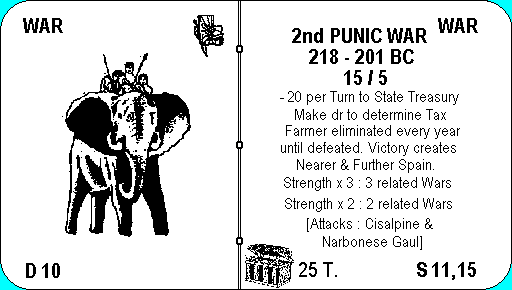 WAR
D 10
WAR
2nd PUNIC WAR
218 - 201 BC
15 / 5
- 20 per Turn to State Treasury
Make dr to determine Tax
Farmer eliminated every year
until defeated. Victory creates
Nearer & Further Spain.
Strength x 3 : 3 related Wars
Strength x 2 : 2 related Wars
[Attacks : Cisalpine &
Narbonese Gaul]
25 T.
S 11,15